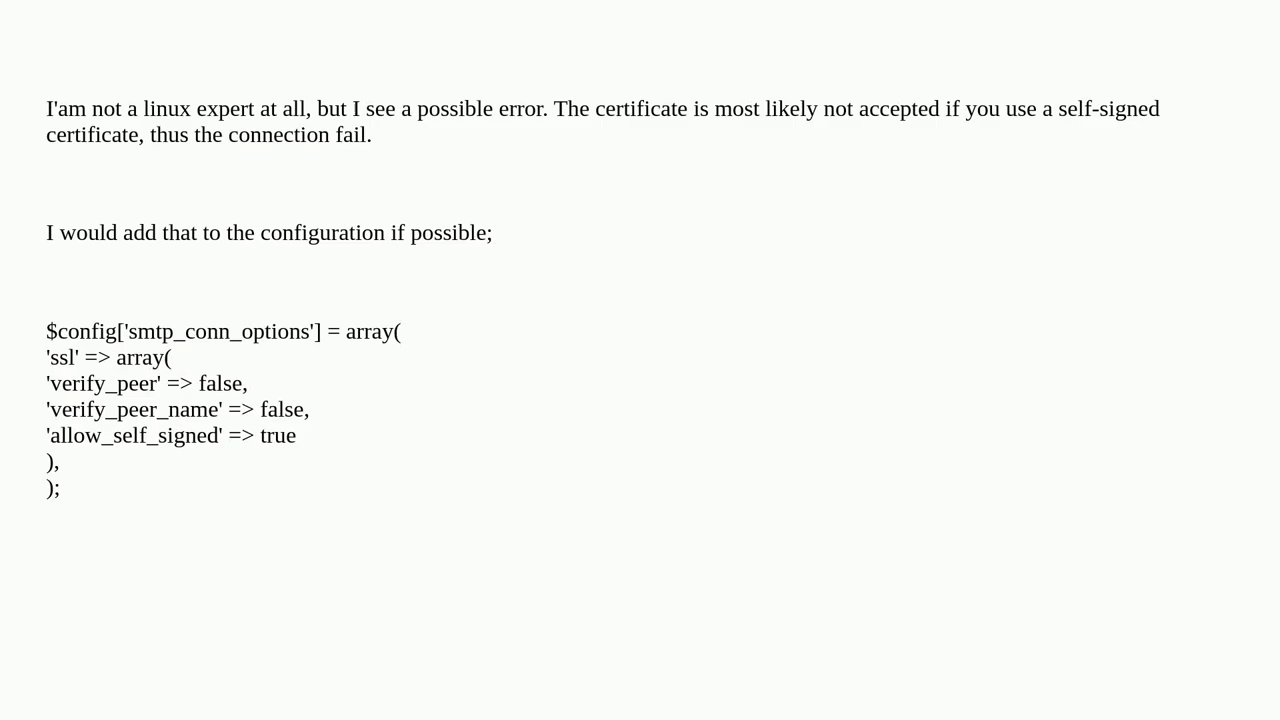 I'am not a linux expert at all, but I see a possible error. The certificate is most likely not accepted if you use a self-signed
certificate, thus the connection fail.
I would add that to the configuration if possible;
$config['smtp_conn_options'] = array(
'ssl' => array(
'verify_peer' => false,
'verify_peer_name' => false,
'allow_self_signed' => true
),
);